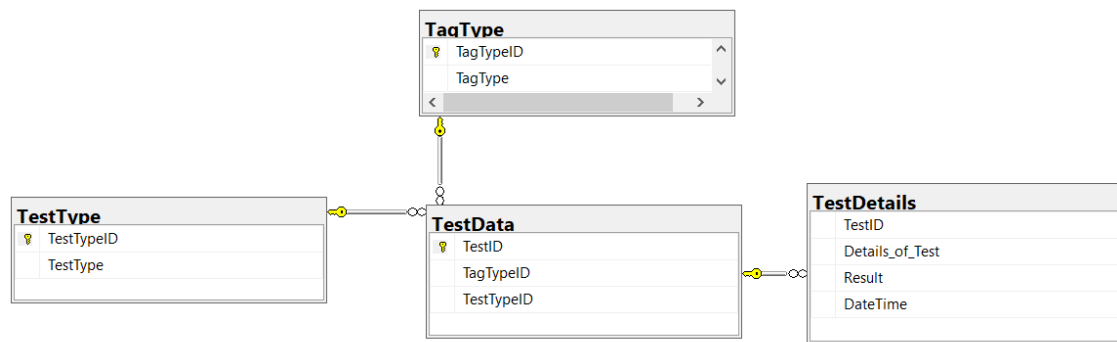 TagType
TagTypeID
TagType
TestType
TestTypeID
TestType
TestData
TestID
TagTypeID
TestTypeID
TestDetails
TestID
Details_of_Test
Result
DateTime